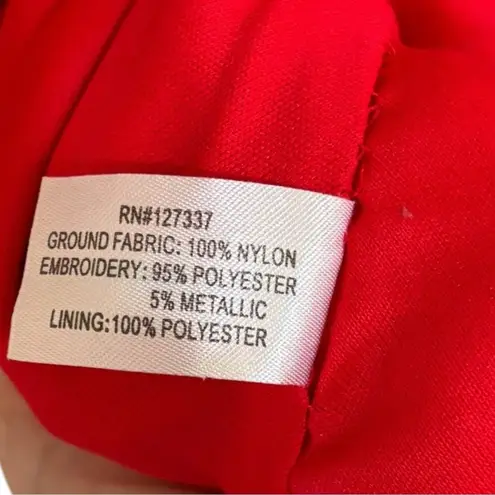 RN#127337
GROUND FABRIC: 100% NYLON
EMBROIDERY: 95% POLYESTER
5% METALLIC
LINING:100% POLYESTER